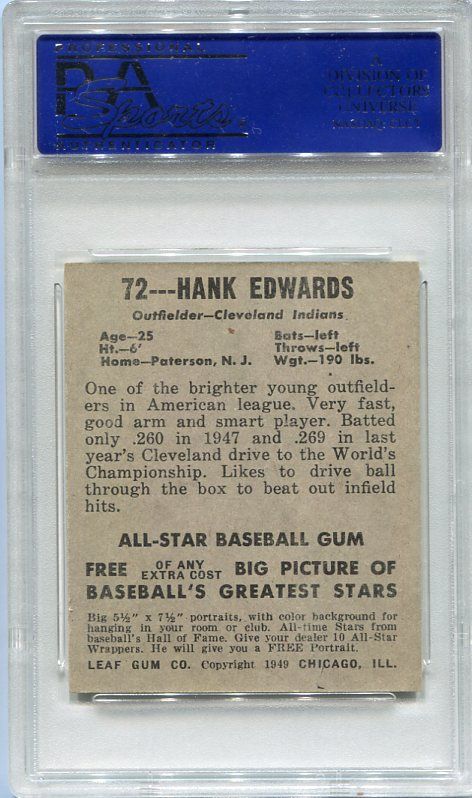 PROFESSIONAL
PSA
Sports
AUTHENTICATOR
A
DIVISION OF
COLLECTORS
UNIVERSE
NASDAQ: CLCT
72---HANK EDWARDS
Outfielder—Cleveland Indians
Age—25 Bats—left
Ht.—6' Throws—left
Home—Paterson, N. J. Wgt.—190 lbs.
One of the brighter young outfield-
ers in American league. Very fast,
good arm and smart player. Batted
only .260 in 1947 and .269 in last
year's Cleveland drive to the World's
Championship. Likes to drive ball
through the box to beat out infield
hits.
ALL-STAR BASEBALL GUM
FREE OF ANY EXTRA COST BIG PICTURE OF
BASEBALL'S GREATEST STARS
Big 5½" x 7½" portraits, with color background for
hanging in your room or club. All-time Stars from
baseball's Hall of Fame. Give your dealer 10 All-Star
Wrappers. He will give you a FREE Portrait.
LEAF GUM CO. Copyright 1949 CHICAGO, ILL.